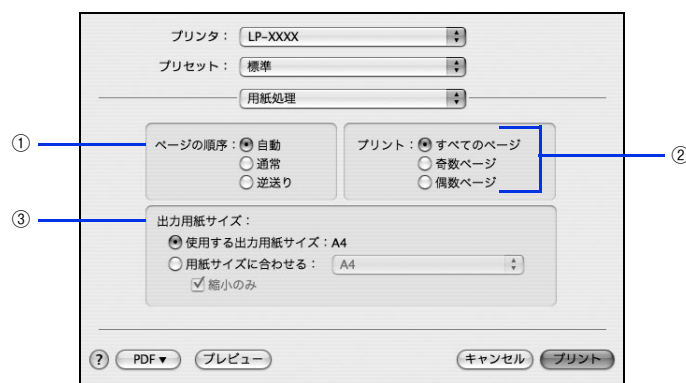 プリンタ： LP-XXXX
プリセット： 標準
用紙処理
① ページの順序： 自動 プリント： すべてのページ ②
通常 奇数ページ
逆送り 偶数ページ
③ 出力用紙サイズ：
使用する出力用紙サイズ：A4
用紙サイズに合わせる： A4
縮小のみ
? PDF▼ プレビュー キャンセル プリント